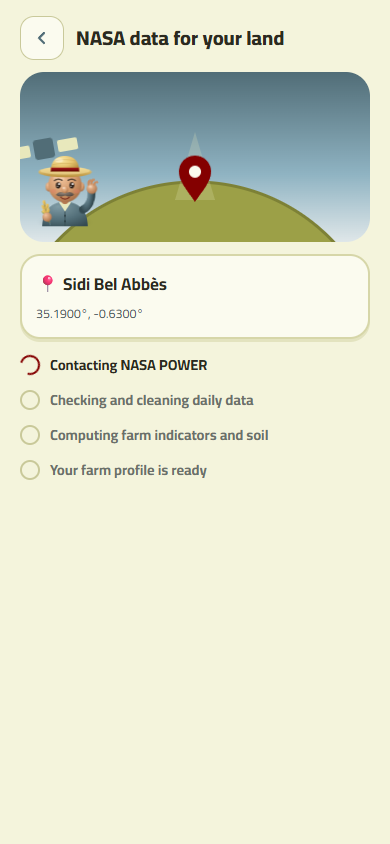 NASA data for your land
Sidi Bel Abbès
35.1900°, -0.6300°
Contacting NASA POWER
Checking and cleaning daily data
Computing farm indicators and soil
Your farm profile is ready